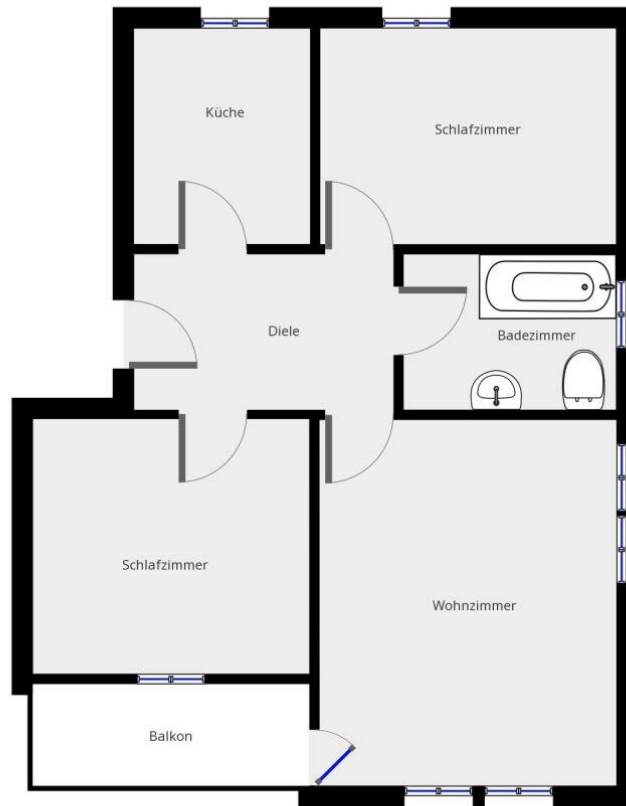 Küche
Schlafzimmer
Diele
Badezimmer
Schlafzimmer
Wohnzimmer
Balkon